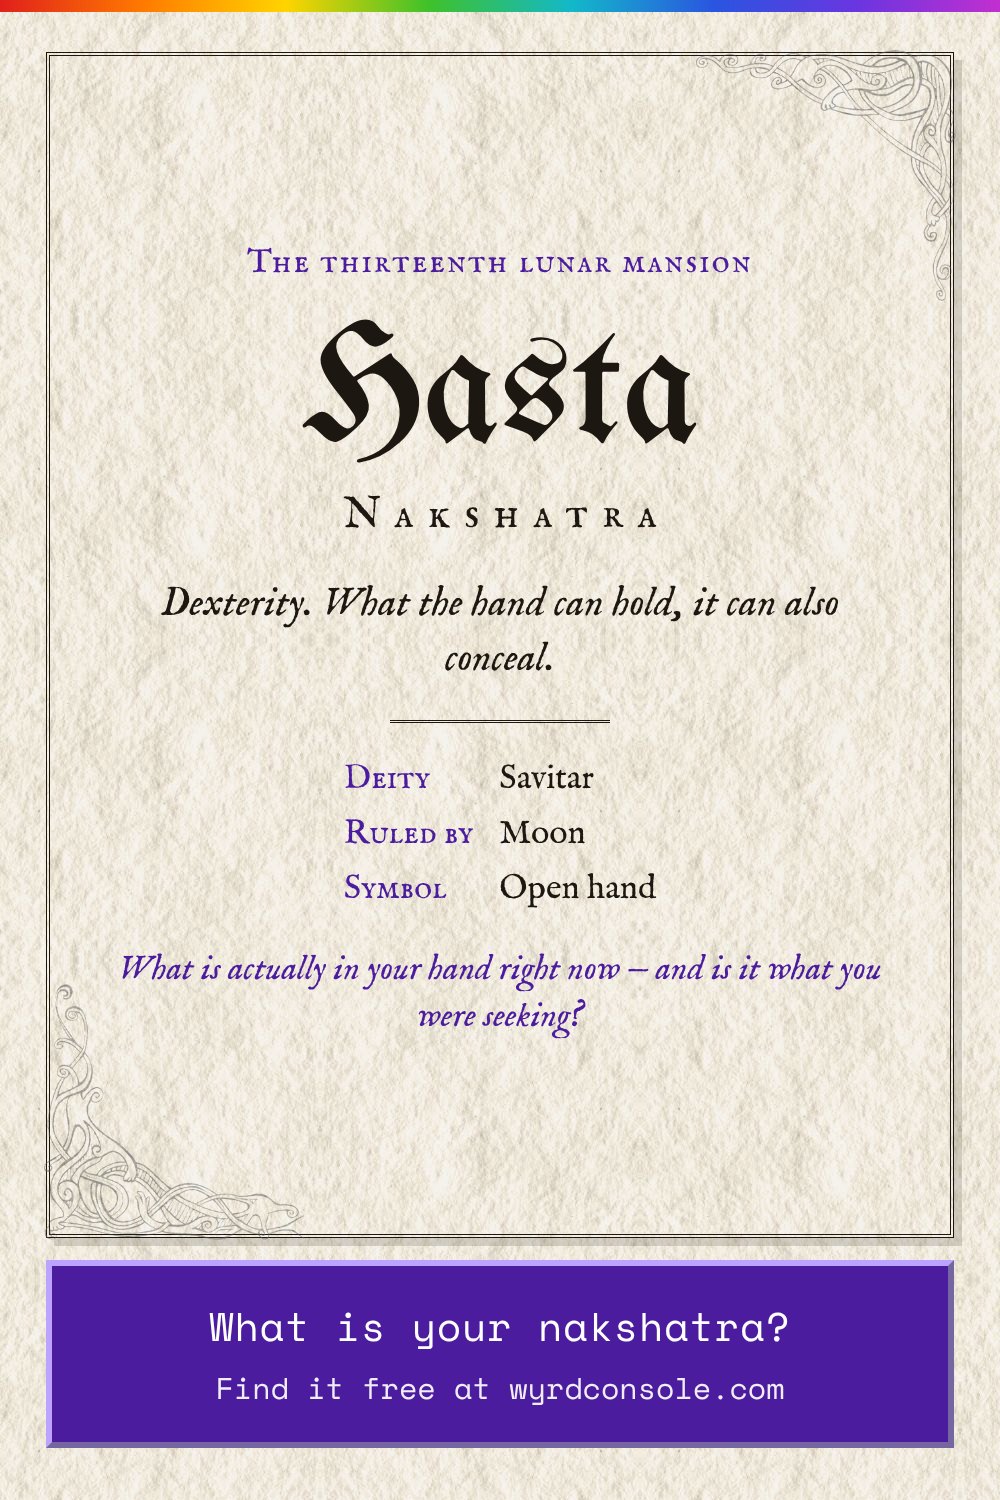 The thirteenth lunar mansion
Hasta
Nakshatra
Dexterity. What the hand can hold, it can also
conceal.
Deity Savitar
Ruled by Moon
Symbol Open hand
What is actually in your hand right now — and is it what you
were seeking?
What is your nakshatra?
Find it free at wyrdconsole.com